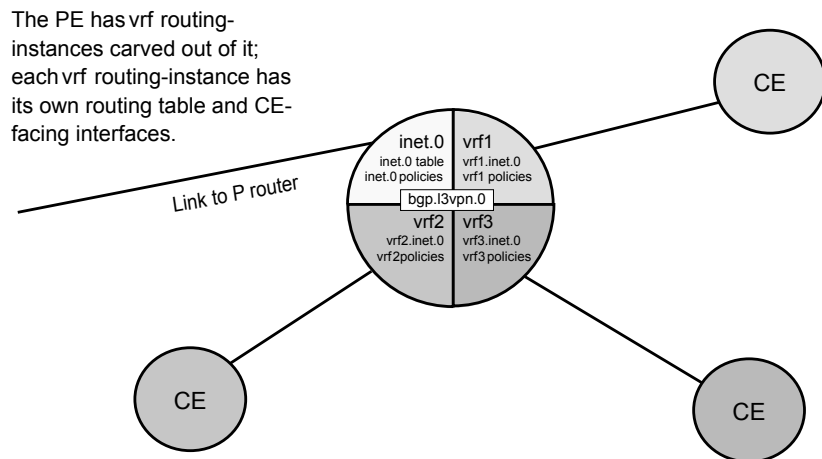 The PE has vrf routing-
instances carved out of it;
each vrf routing-instance has
its own routing table and CE-
facing interfaces.
CE
Link to P router
inet.0
inet.0 table
inet.0 policies
vrf1
vrf1.inet.0
vrf1 policies
bgp.l3vpn.0
vrf2
vrf2.inet.0
vrf2policies
vrf3
vrf3.inet.0
vrf3 policies
CE
CE